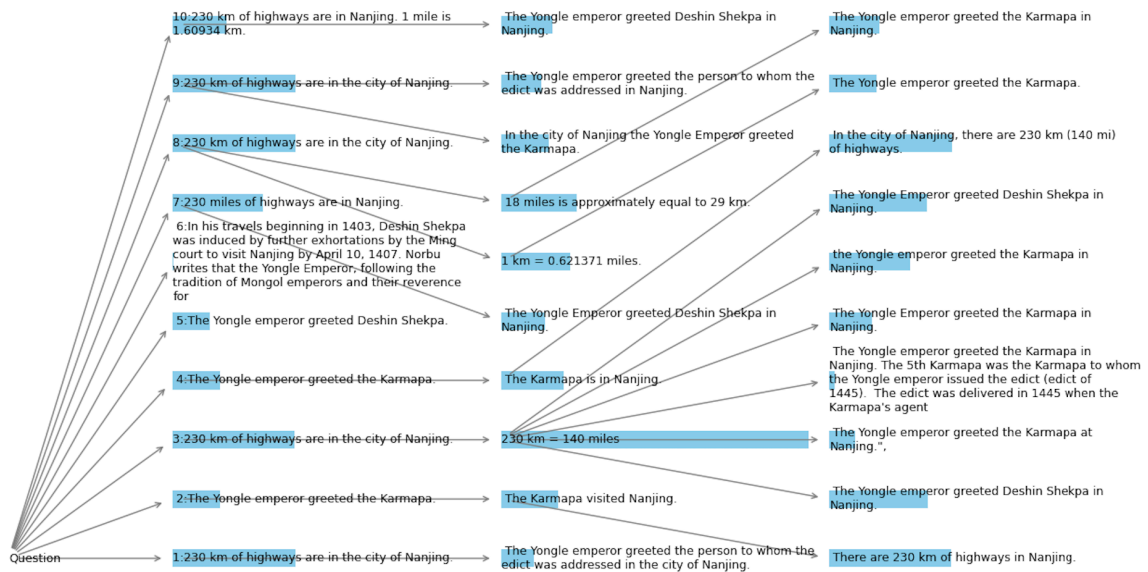 10:230 km of highways are in Nanjing. 1 mile is
1.60934 km.
9:230 km of highways are in the city of Nanjing.
8:230 km of highways are in the city of Nanjing.
7:230 miles of highways are in Nanjing.
6:In his travels beginning in 1403, Deshin Shekpa
was induced by further exhortations by the Ming
court to visit Nanjing by April 10, 1407. Norbu
writes that the Yongle Emperor, following the
tradition of Mongol emperors and their reverence
for
5:The Yongle emperor greeted Deshin Shekpa.
4:The Yongle emperor greeted the Karmapa.
3:230 km of highways are in the city of Nanjing.
2:The Yongle emperor greeted the Karmapa.
1:230 km of highways are in the city of Nanjing.
Question
The Yongle emperor greeted Deshin Shekpa in
Nanjing.
The Yongle emperor greeted the person to whom the
edict was addressed in Nanjing.
In the city of Nanjing the Yongle Emperor greeted
the Karmapa.
18 miles is approximately equal to 29 km.
1 km = 0.621371 miles.
The Yongle Emperor greeted Deshin Shekpa in
Nanjing.
The Karmapa is in Nanjing.
230 km = 140 miles
The Karmapa visited Nanjing.
The Yongle emperor greeted the person to whom the
edict was addressed in the city of Nanjing.
The Yongle emperor greeted the Karmapa in
Nanjing.
The Yongle emperor greeted the Karmapa.
In the city of Nanjing, there are 230 km (140 mi)
of highways.
The Yongle Emperor greeted Deshin Shekpa in
Nanjing.
the Yongle emperor greeted the Karmapa in
Nanjing.
The Yongle Emperor greeted the Karmapa in
Nanjing.
The Yongle emperor greeted the Karmapa in
Nanjing. The 5th Karmapa was the Karmapa to whom
the Yongle emperor issued the edict (edict of
1445).  The edict was delivered in 1445 when the
Karmapa's agent
The Yongle emperor greeted the Karmapa at
Nanjing.",
The Yongle emperor greeted Deshin Shekpa in
Nanjing.
There are 230 km of highways in Nanjing.